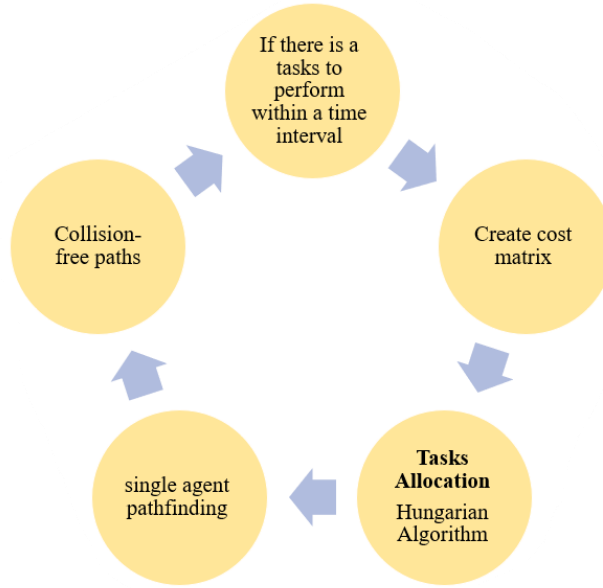 If there is a
tasks to
perform
within a time
interval
Create cost
matrix
Tasks
Allocation
Hungarian
Algorithm
single agent
pathfinding
Collision-
free paths